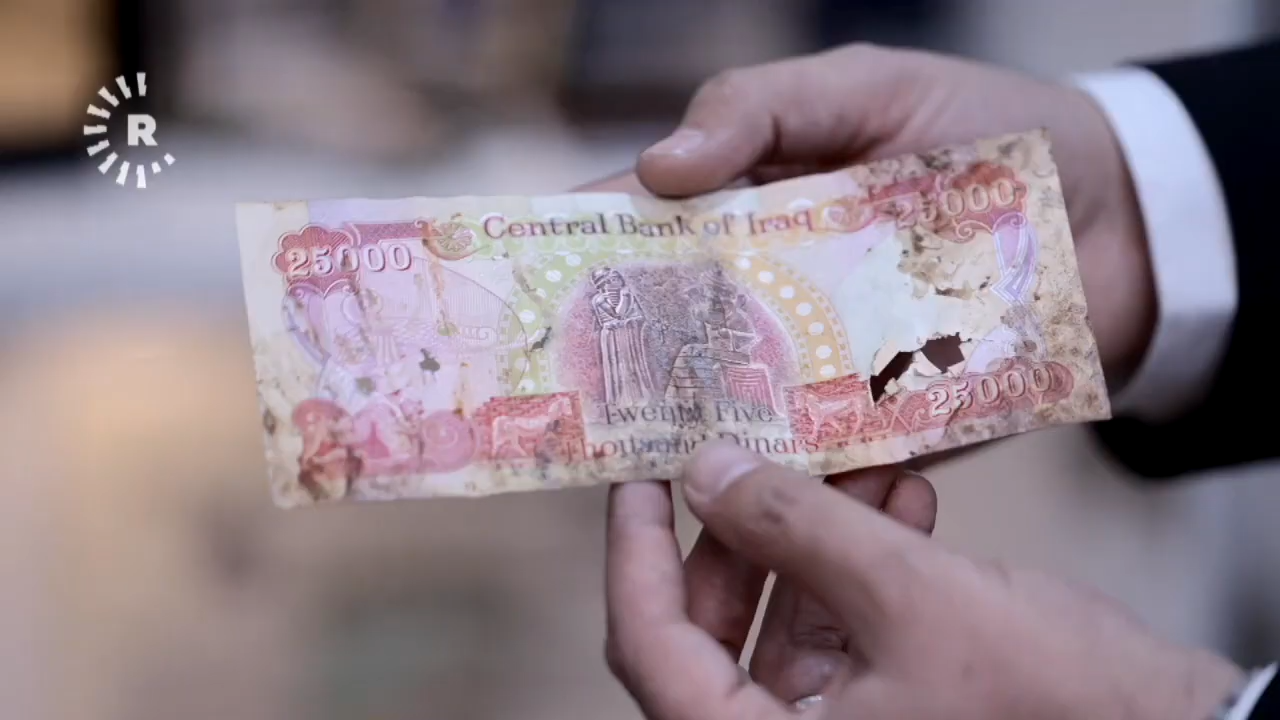 R
Central Bank of Iraq
25000
25000
Twenty Five
Thousand Dinars
25000